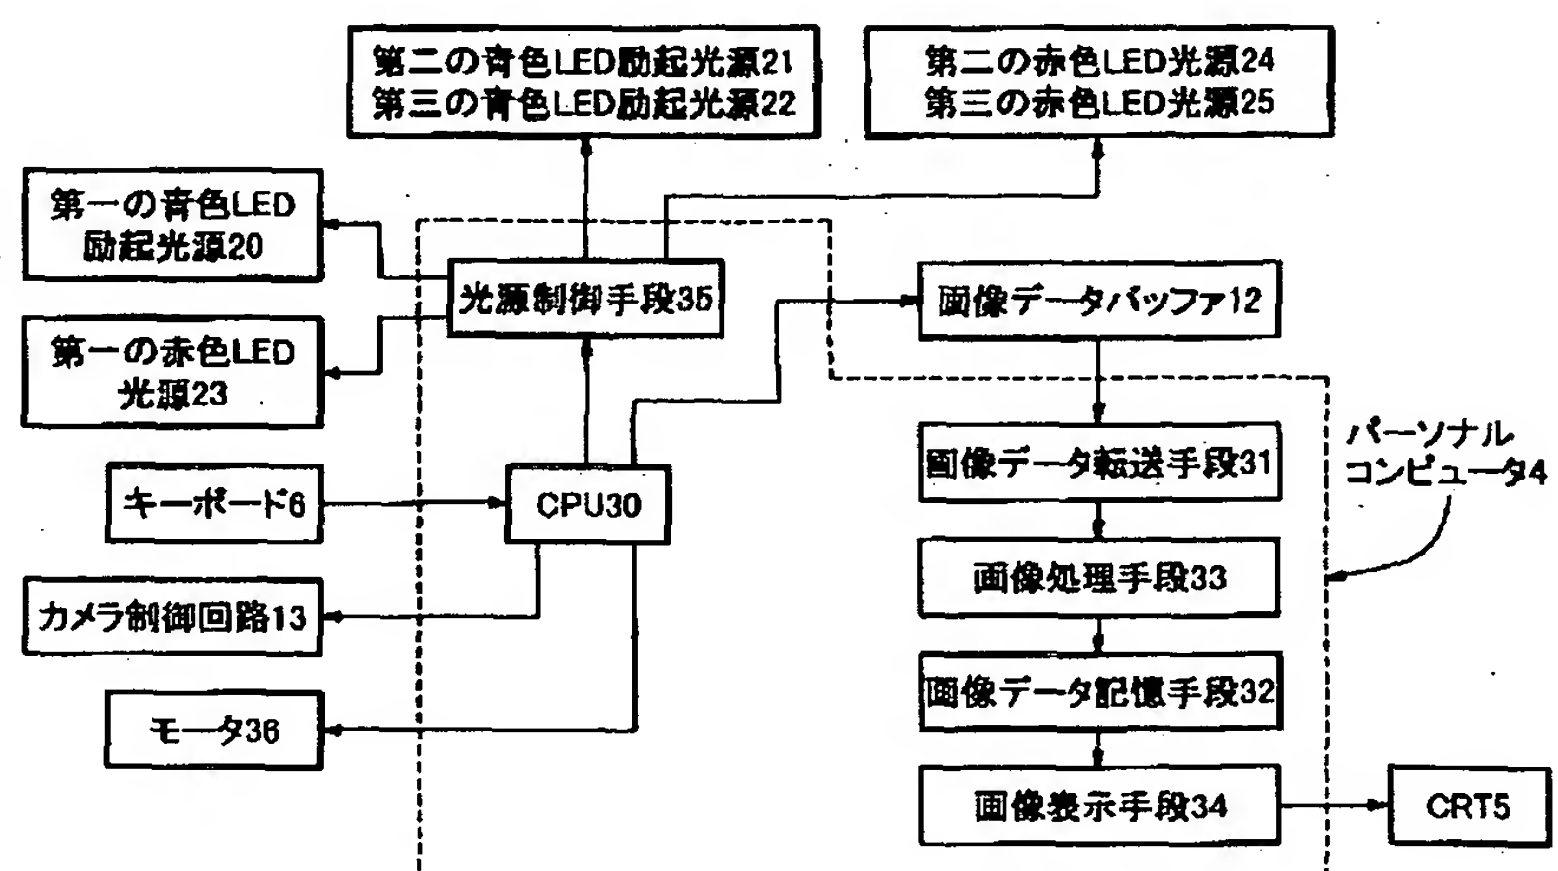 第二の青色LED励起光源21
第三の青色LED励起光源22
第二の赤色LED光源24
第三の赤色LED光源25
第一の青色LED
励起光源20
光源制御手段35
画像データバッファ12
第一の赤色LED
光源23
パーソナル
コンピュータ4
画像データ転送手段31
キーボード6
CPU30
画像処理手段33
カメラ制御回路13
画像データ記憶手段32
モータ36
画像表示手段34
CRT5